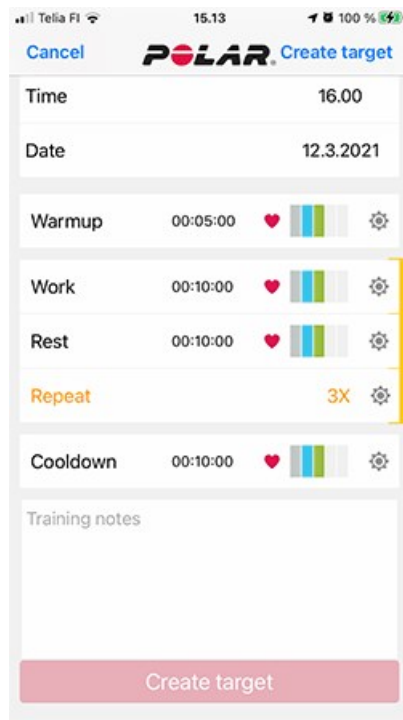 Telia FI 15.13 100 %
Cancel POLAR. Create target
Time 16.00
Date 12.3.2021
Warmup 00:05:00
Work 00:10:00
Rest 00:10:00
Repeat 3X
Cooldown 00:10:00
Training notes
Create target